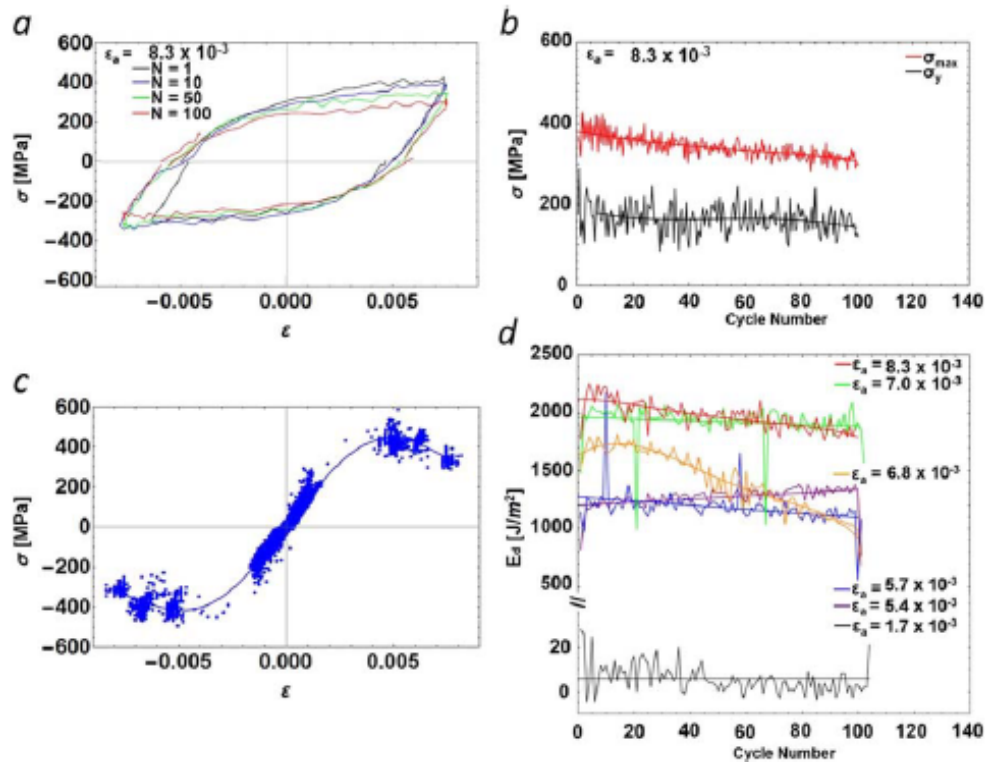 a
εₐ = 8.3 x 10⁻³
N = 1
N = 10
N = 50
N = 100
600
400
200
0
−200
−400
−600
σ [MPa]
−0.005
0.000
0.005
ε
b
εₐ = 8.3 x 10⁻³
σmax
σy
600
400
200
0
σ [MPa]
0
20
40
60
80
100
120
140
Cycle Number
c
600
400
200
0
−200
−400
−600
σ [MPa]
−0.005
0.000
0.005
ε
d
2500
2000
1500
1000
500
20
0
E_d [J/m²]
εₐ = 8.3 x 10⁻³
εₐ = 7.0 x 10⁻³
εₐ = 6.8 x 10⁻³
εₐ = 5.7 x 10⁻³
εₐ = 5.4 x 10⁻³
εₐ = 1.7 x 10⁻³
0
20
40
60
80
100
120
140
Cycle Number